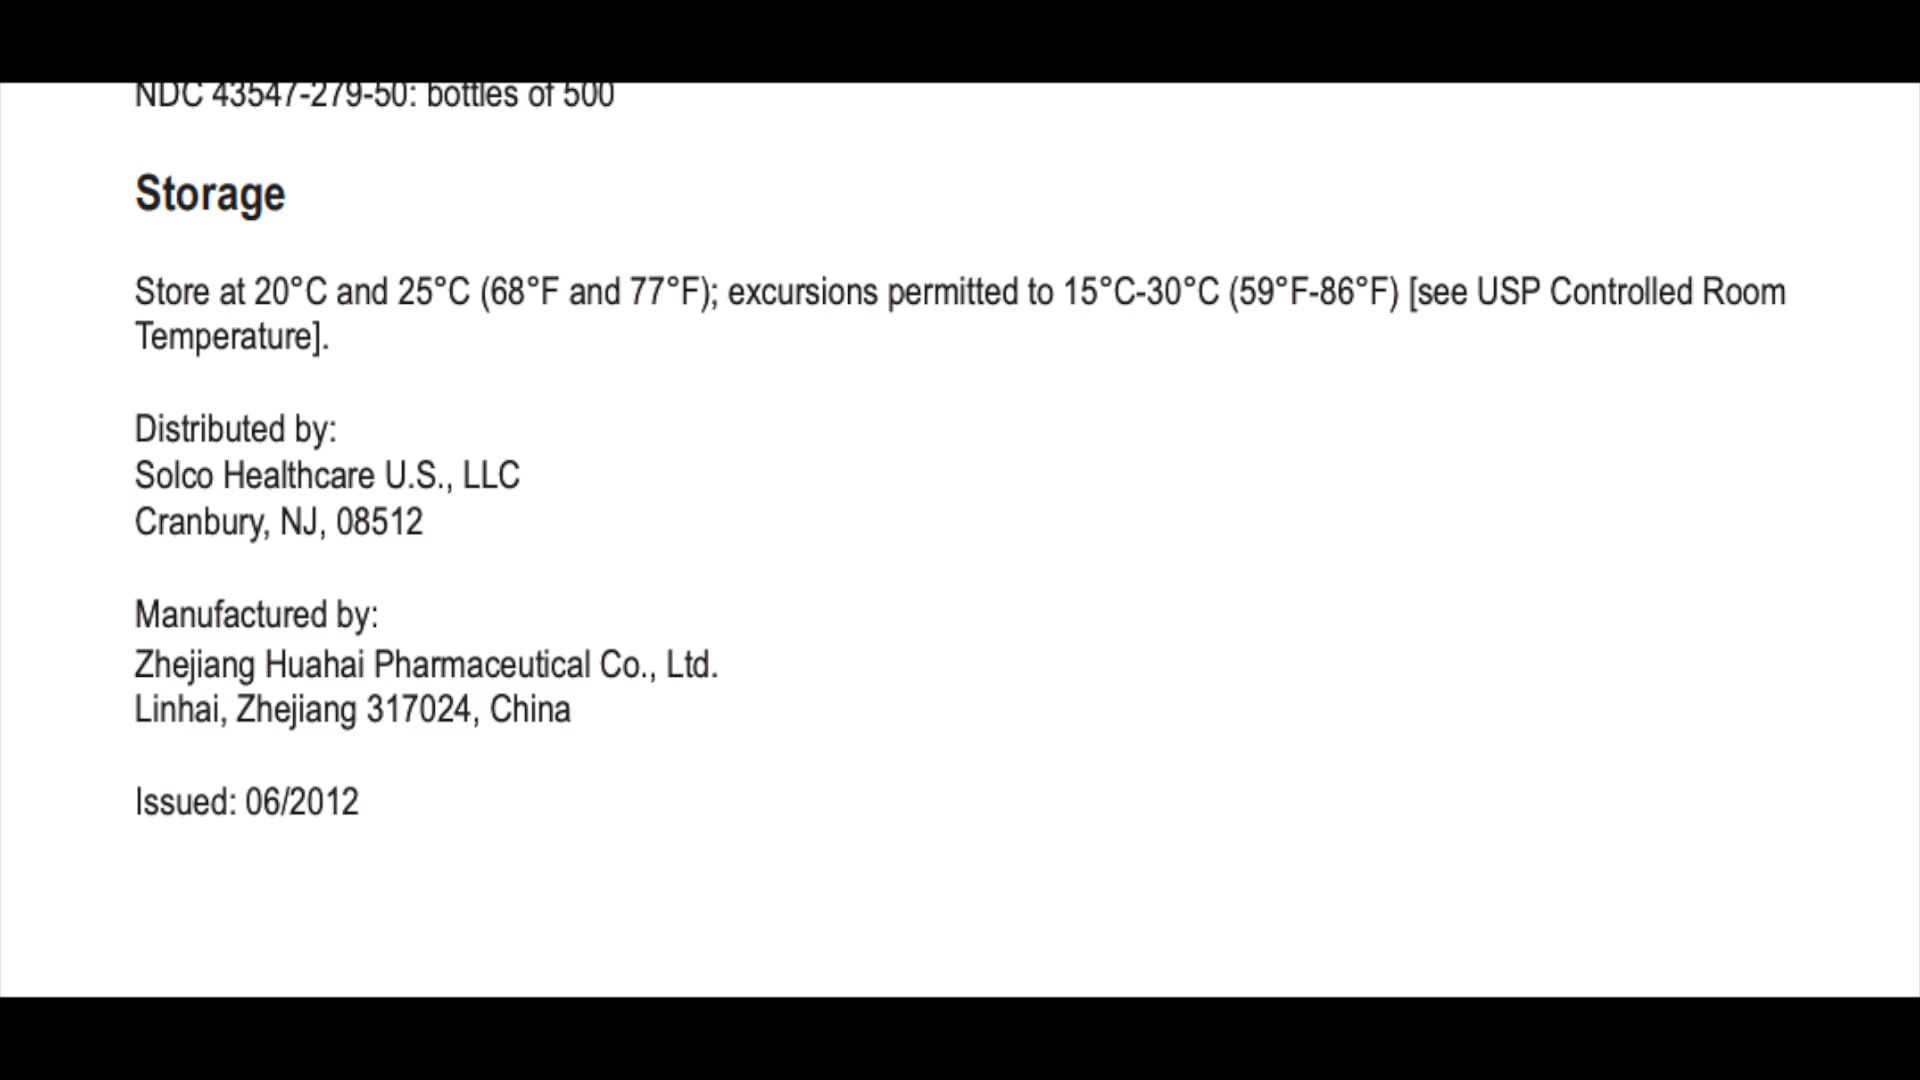 NDC 43547-279-50: bottles of 500
Storage
Store at 20°C and 25°C (68°F and 77°F); excursions permitted to 15°C-30°C (59°F-86°F) [see USP Controlled Room
Temperature].
Distributed by:
Solco Healthcare U.S., LLC
Cranbury, NJ, 08512
Manufactured by:
Zhejiang Huahai Pharmaceutical Co., Ltd.
Linhai, Zhejiang 317024, China
Issued: 06/2012